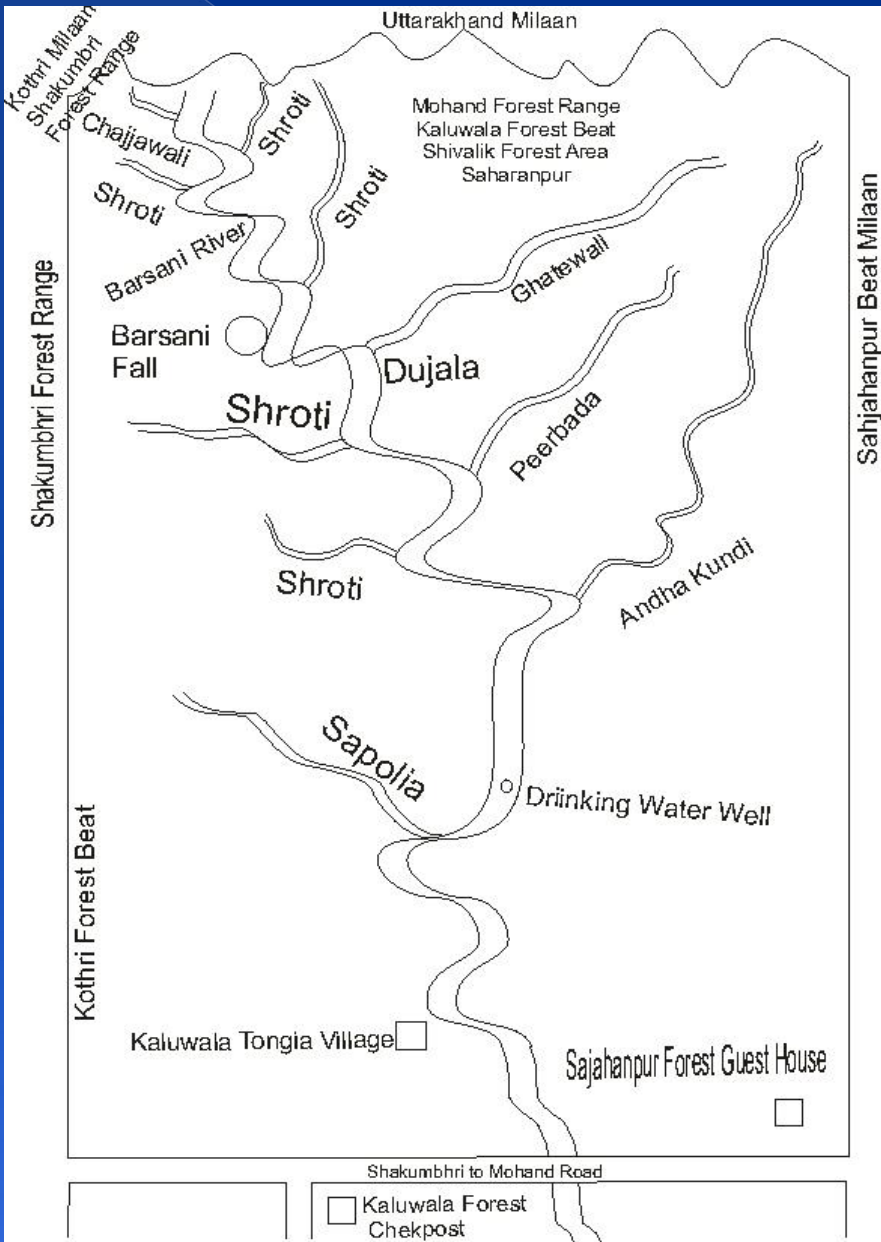 Uttarakhand Milaan
Kothri Milaan
Shakumbri
Forest Range
Mohand Forest Range
Kaluwala Forest Beat
Shivalik Forest Area
Saharanpur
Chajjawali
Shroti
Shroti
Shroti
Barsani River
Ghatewali
Barsani
Fall
Dujala
Shroti
Peerbada
Shakumbhri Forest Range
Sahjahanpur Beat Milaan
Shroti
Andha Kundi
Sapolia
Driinking Water Well
Kothri Forest Beat
Kaluwala Tongia Village
Sajahanpur Forest Guest House
Shakumbhri to Mohand Road
Kaluwala Forest
Chekpost